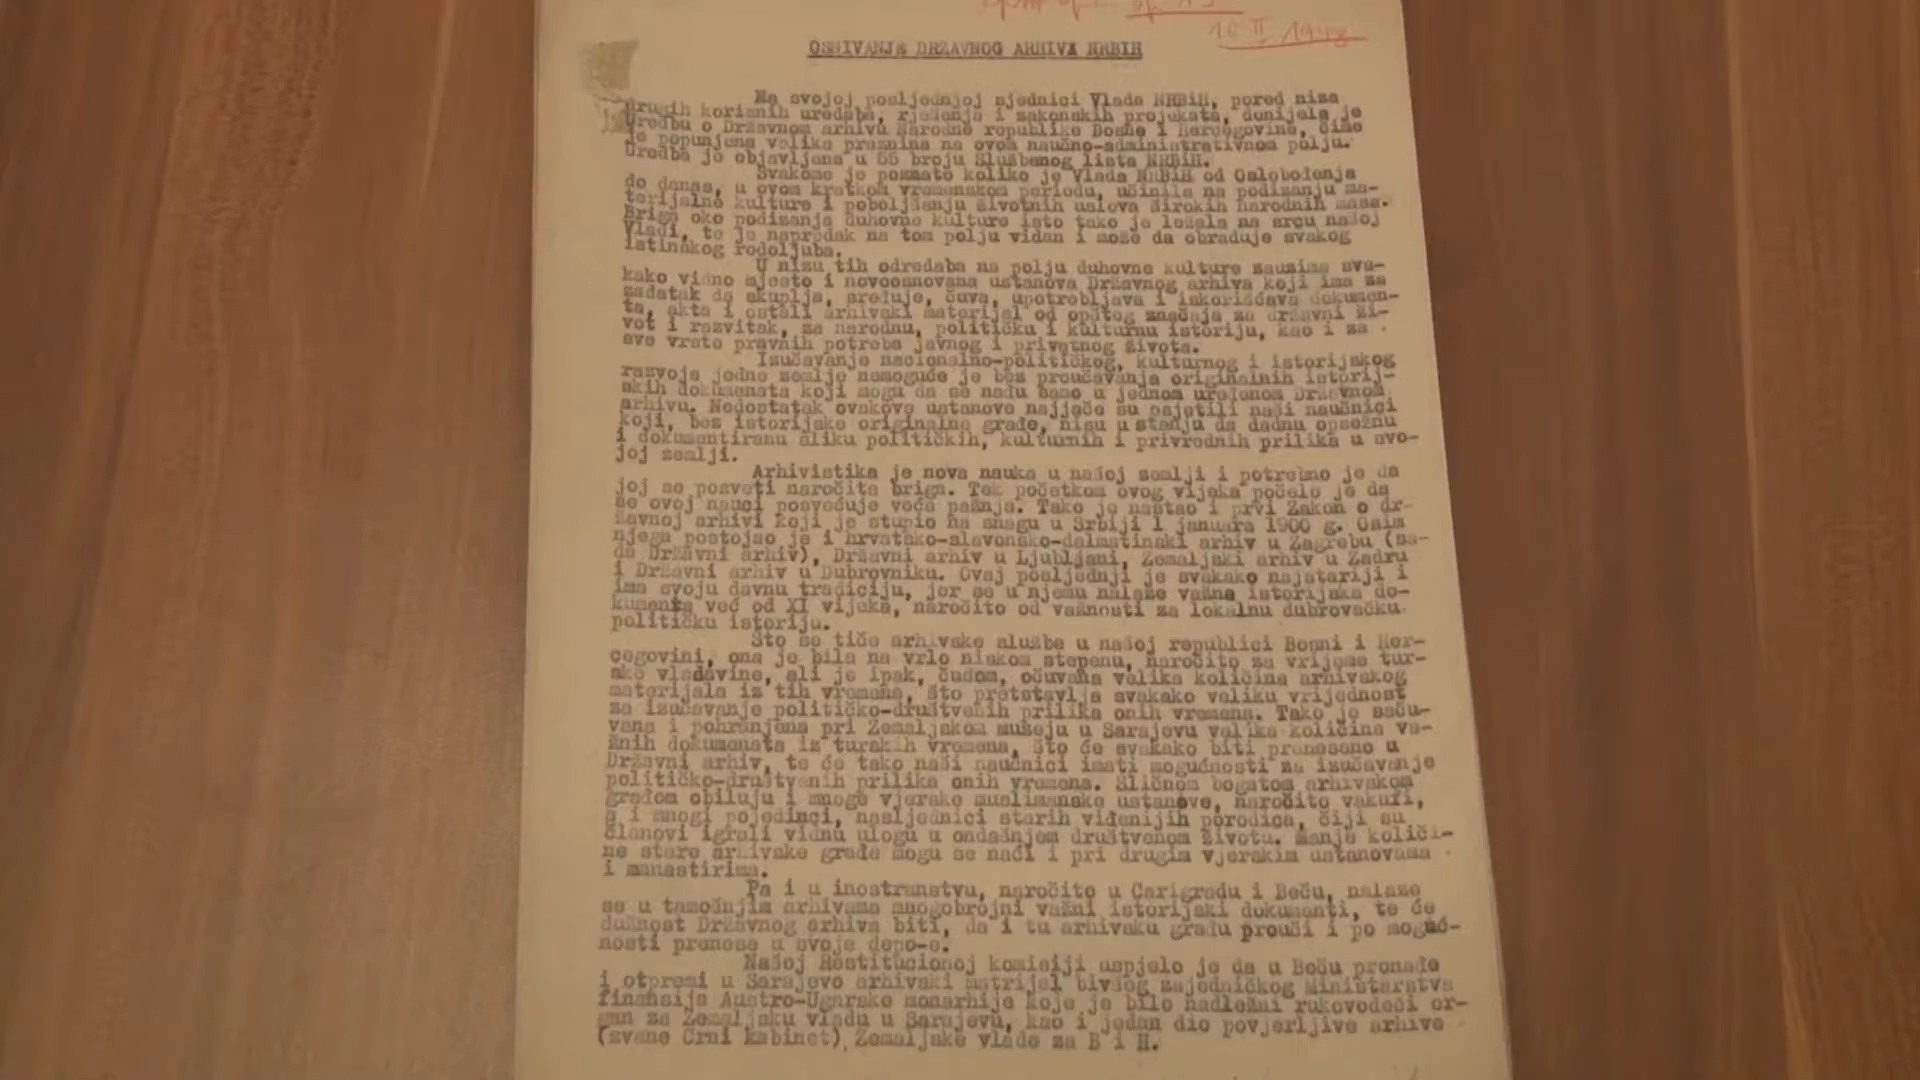 18 II 1948
OSNIVANJE DRŽAVNOG ARHIVA NRBIH
Na svojoj posljednjoj sjednici Vlada NRBiH, pored niza
drugih korisnih uredaba, rješenja i zakonskih projekata, donijela je
Uredbu o Državnom arhivu Narodne republike Bosne i Hercegovine, čime
je popunjena velika praznina na ovom naučno-administrativnom polju.
Uredba je objavljena u 55 broju Službenog lista NRBiH.
Svakome je poznato koliko je Vlada NRBiH od Oslobođenja
do danas, u ovom kratkom vremenskom periodu, učinila na podizanju ma-
terijalne kulture i poboljšanju životnih uslova širokih narodnih masa.
Briga oko podizanja duhovne kulture isto tako je ležala na srcu našoj
Vladi, te je napredak na tom polju vidan i može da obraduje svakog
istinskog rodoljuba.
U nizu tih odredaba na polju duhovne kulture zauzima sva-
kako vidno mjesto i novoosnovana ustanova Državnog arhiva koji ima za
zadatak da skuplja, sređuje, čuva, upotrebljava i iskorišćava dokumen-
ta, akta i ostali arhivski materijal od opšteg značaja za državni ži-
vot i razvitak, za narodnu, političku i kulturnu istoriju, kao i za
sve vrste pravnih potreba javnog i privatnog života.
Izučavanje nacionalno-političkog, kulturnog i istorijskog
razvoja jedne zemlje nemoguće je bez proučavanja originalnih istorij-
skih dokumenata koji mogu da se nađu samo u jednom uređenom Državnom
arhivu. Nedostatak ovakove ustanove najjače su osjetili naši naučnici
koji, bez istorijske originalne građe, nisu u stanju da dadnu opsežnu
i dokumentiranu sliku političkih, kulturnih i privrednih prilika u svo-
joj zemlji.
Arhivistika je nova nauka u našoj zemlji i potrebno je da
joj se posveti naročita briga. Tek početkom ovog vijeka počelo je da
se ovoj nauci posvećuje veća pažnja. Tako je nastao i prvi Zakon o dr-
žavnoj arhivi koji je stupio na snagu u Srbiji 1 januara 1900 g. Osim
njega postojao je i hrvatsko-slavonsko-dalmatinski arhiv u Zagrebu (sa-
da Državni arhiv), Državni arhiv u Ljubljani, Zemaljski arhiv u Zadru
i Državni arhiv u Dubrovniku. Ovaj posljednji je svakako najstariji i
ima svoju davnu tradiciju, jer se u njemu nalaze važna istorijska do-
kumenta već od XI vijeka, naročito od važnosti za lokalnu dubrovačku
političku istoriju.
Što se tiče arhivske službe u našoj republici Bosni i Her-
cegovini, ona je bila na vrlo niskom stepenu, naročito za vrijeme tur-
ske vladavine, ali je ipak, čudom, očuvana velika količina arhivskog
materijala iz tih vremena, što pretstavlja svakako veliku vrijednost
za izučavanje političko-društvenih prilika onih vremena. Tako je saču-
vana i pohranjena pri Zemaljskom muzeju u Sarajevu velika količina va-
žnih dokumenata iz turskih vremena, što će svakako biti preneseno u
Državni arhiv, te će tako naši naučnici imati mogućnosti za izučavanje
političko-društvenih prilika onih vremena. Sličnom bogatom arhivskom
građom obiluju i mnoge vjerske muslimanske ustanove, naročito vakufi,
a i mnogi pojedinci, nasljednici starih viđenijih porodica, čiji su
članovi igrali vidnu ulogu u ondašnjem društvenom životu. Manje količi-
ne stare arhivske građe mogu se naći i pri drugim vjerskim ustanovama
i manastirima.
Pa i u inostranstvu, naročito u Carigradu i Beču, nalaze
se u tamošnjim arhivama mnogobrojni važni istorijski dokumenti, te će
dužnost Državnog arhiva biti, da i tu arhivsku građu prouči i po moguć-
nosti prenese u svoje depo-e.
Našoj Restitucionoj komisiji uspjelo je da u Beču pronađe
i otpremi u Sarajevo arhivski matrijal bivšeg zajedničkog Ministarstva
finansija Austro-Ugarske monarhije koje je bilo nadležni rukovodeći or-
gan za Zemaljsku vladu u Sarajevu, kao i jedan dio povjerljive arhive
(zvane Crni kabinet) Zemaljske vlade za B i H.